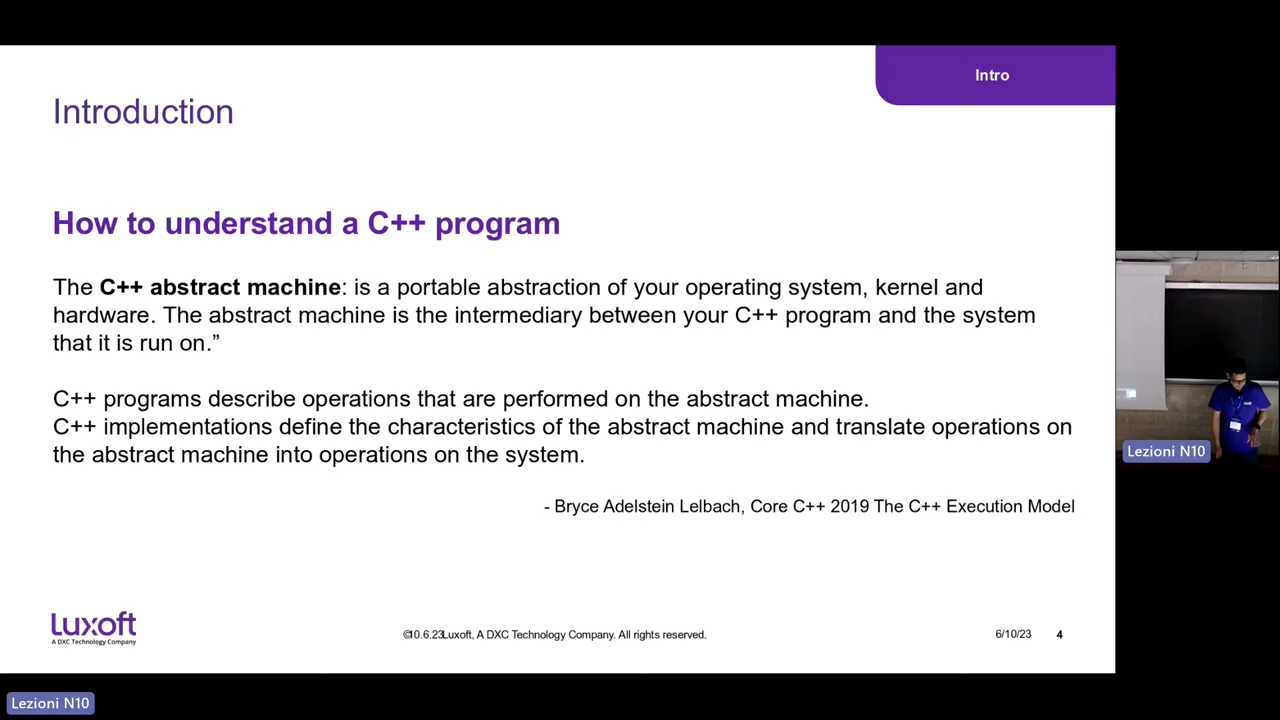 Intro
Introduction
How to understand a C++ program
The C++ abstract machine: is a portable abstraction of your operating system, kernel and
hardware. The abstract machine is the intermediary between your C++ program and the system
that it is run on.”
C++ programs describe operations that are performed on the abstract machine.
C++ implementations define the characteristics of the abstract machine and translate operations on
the abstract machine into operations on the system.
- Bryce Adelstein Lelbach, Core C++ 2019 The C++ Execution Model
Lezioni N10
Luxoft
A DXC Technology Company
©10.6.23Luxoft, A DXC Technology Company. All rights reserved.
6/10/23
4
Lezioni N10